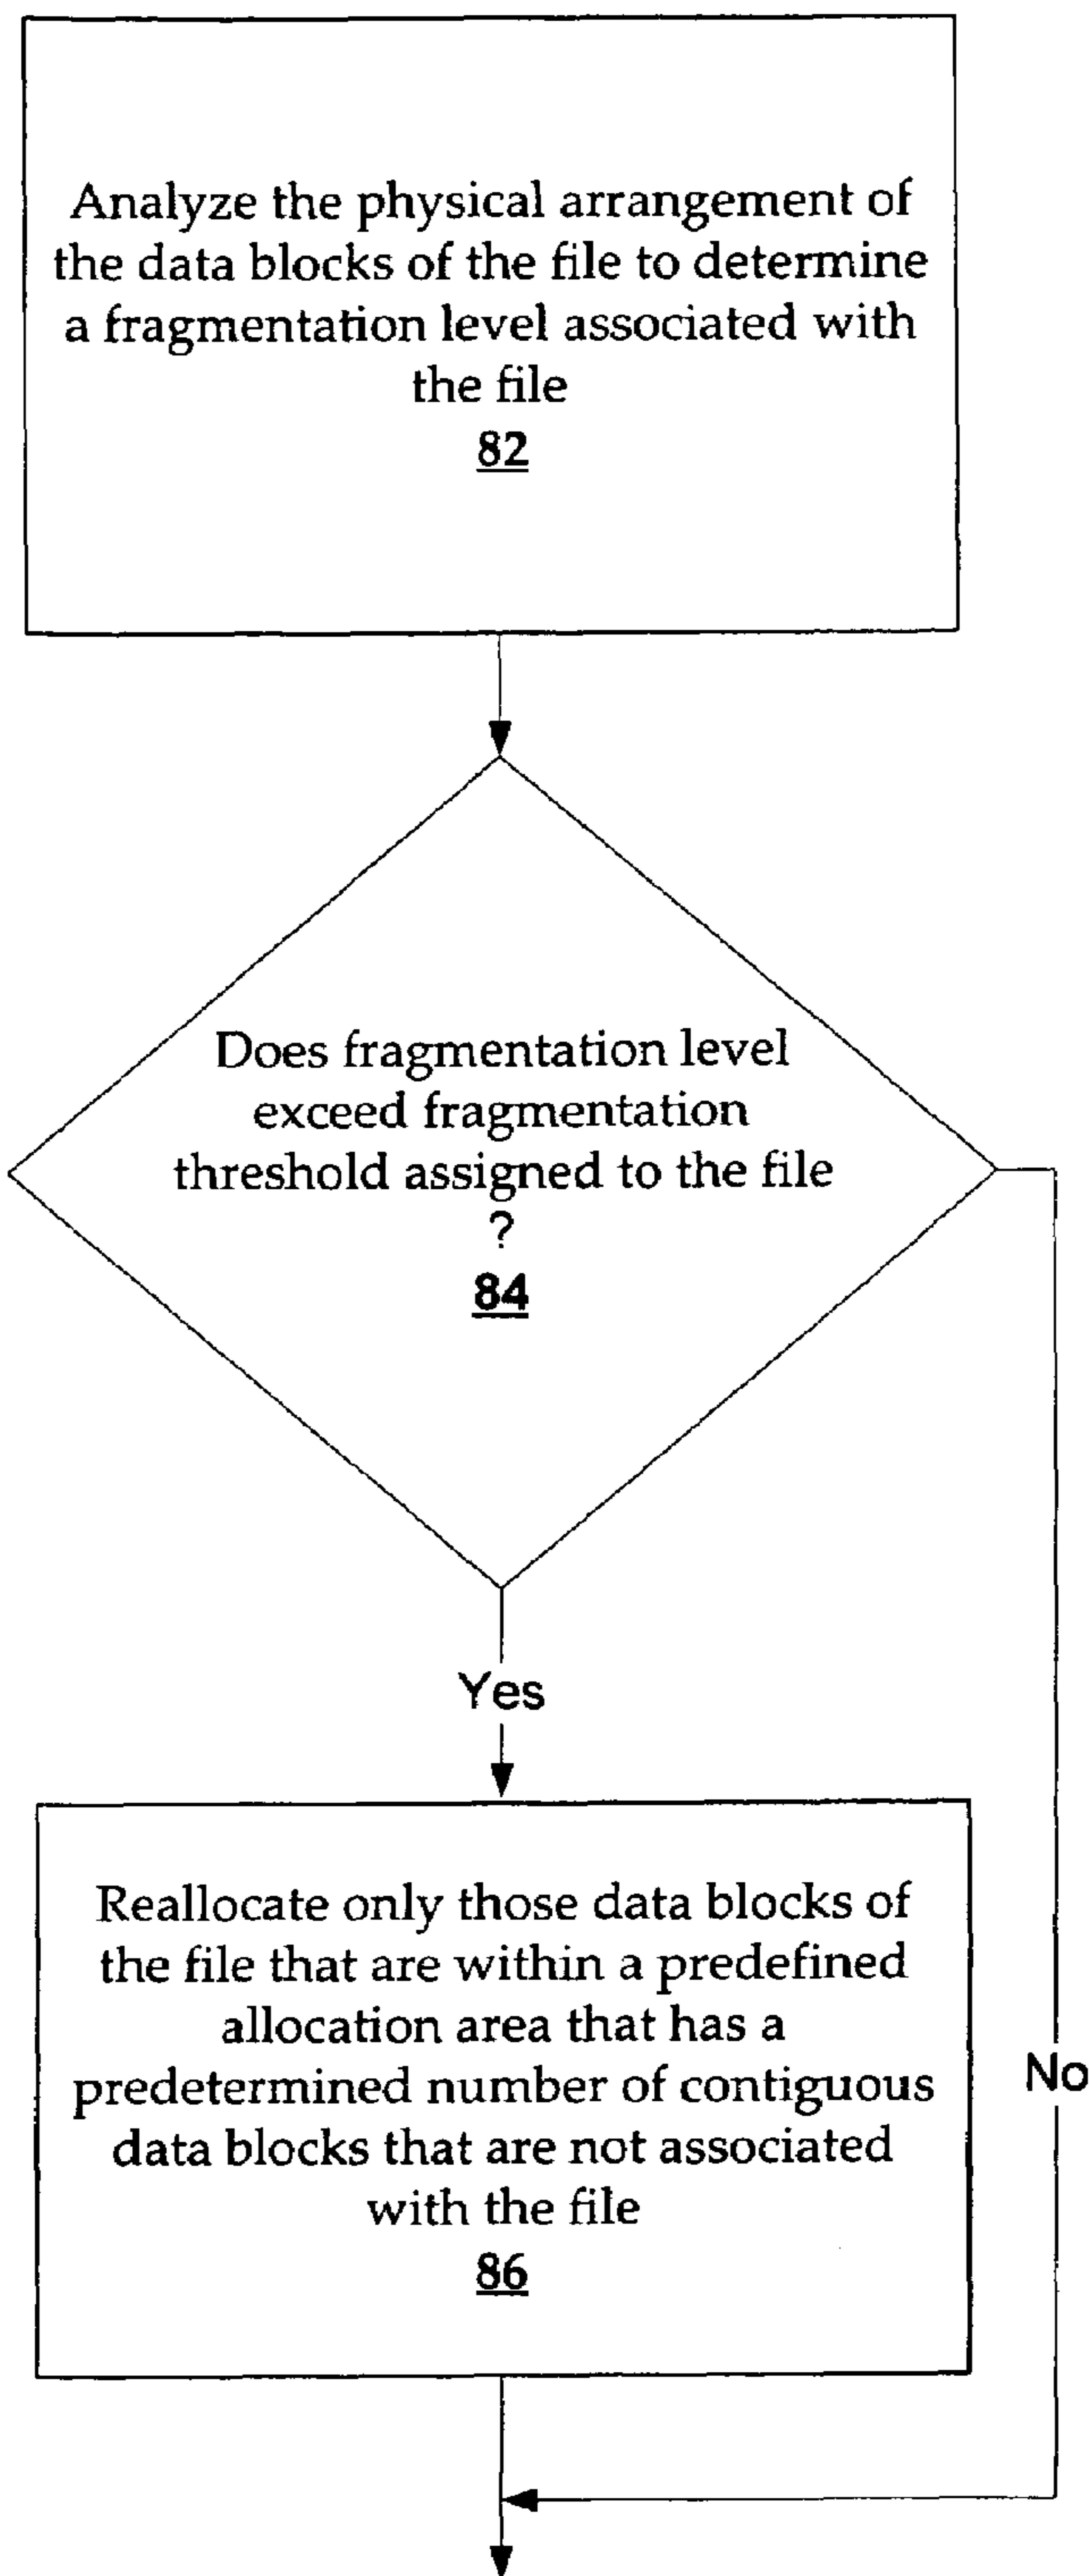 Analyze the physical arrangement of
the data blocks of the file to determine
a fragmentation level associated with
the file
82
Does fragmentation level
exceed fragmentation
threshold assigned to the file
?
84
Yes
Reallocate only those data blocks of
the file that are within a predefined
allocation area that has a
predetermined number of contiguous
data blocks that are not associated
with the file
86
No